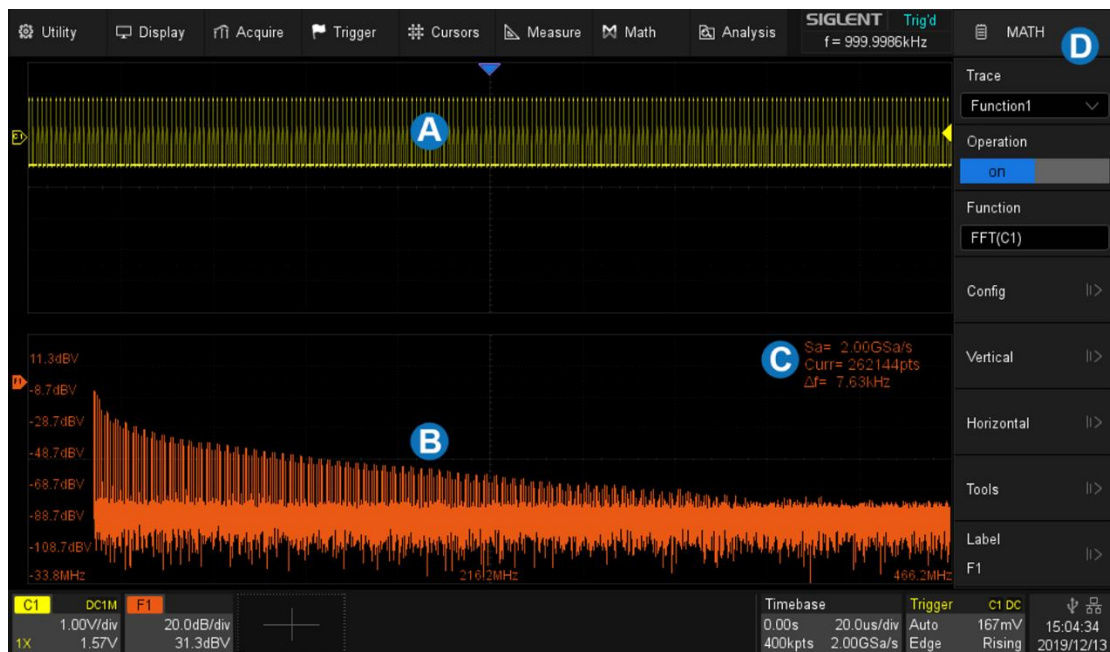 Utility Display Acquire Trigger Cursors Measure Math Analysis
SIGLENT Trig'd
f = 999.9986kHz
MATH
D
Trace
Function1
Operation
on
Function
FFT(C1)
Config
Vertical
Horizontal
Tools
Label
F1
C1
A
F1
11.3dBV
-8.7dBV
-28.7dBV
-48.7dBV
-68.7dBV
-88.7dBV
-108.7dBV
B
C
Sa= 2.00GSa/s
Curr= 262144pts
Δf= 7.63kHz
-33.8MHz 216.2MHz 466.2MHz
C1 DC1M
1.00V/div
1X 1.57V
F1
20.0dB/div
31.3dBV
Timebase
0.00s 20.0us/div
400kpts 2.00GSa/s
Trigger C1 DC
Auto 167mV
Edge Rising
15:04:34
2019/12/13